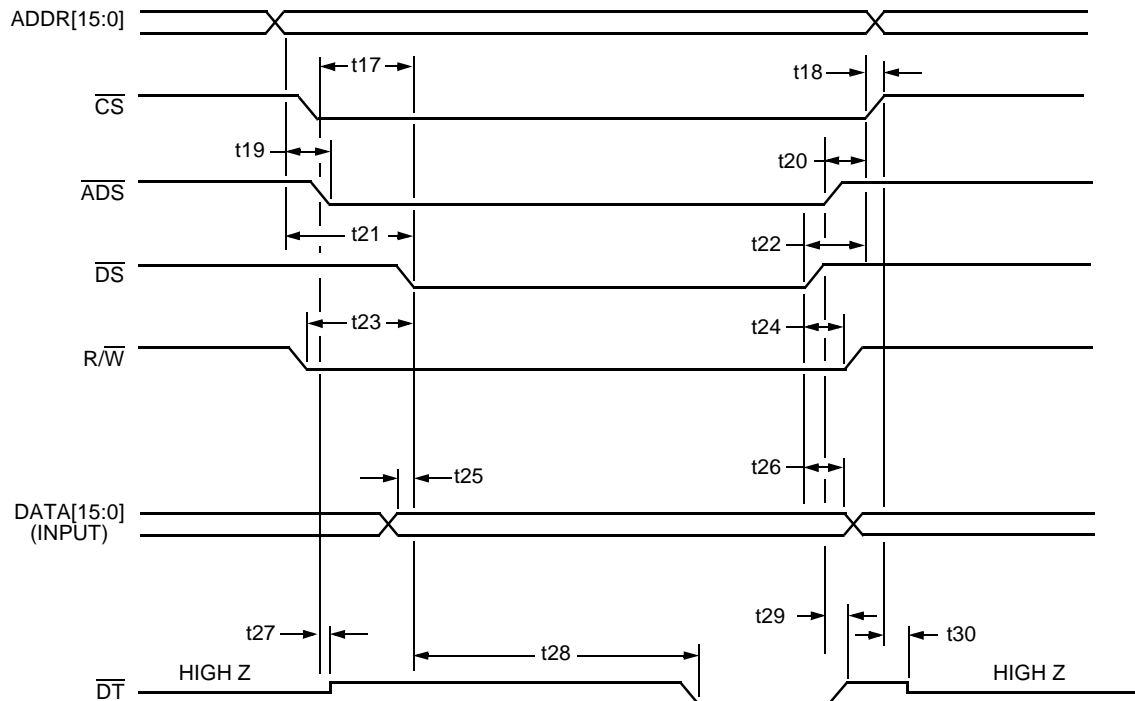 ADDR[15:0]
t17
t18
CS
t19
t20
ADS
t21
t22
DS
t23
t24
R/W
t25
t26
DATA[15:0]
(INPUT)
t27
t28
t29
t30
HIGH Z
HIGH Z
DT